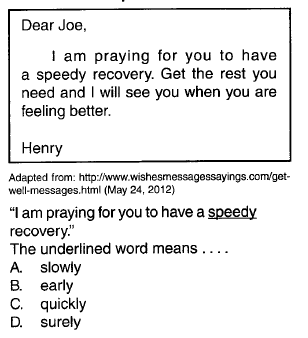 Dear Joe,
I am praying for you to have
a speedy recovery. Get the rest you
need and I will see you when you are
feeling better.
Henry
Adapted from: http://www.wishesmessagessayings.com/get-
well-messages.html (May 24, 2012)
“I am praying for you to have a speedy
recovery.”
The underlined word means . . . .
A. slowly
B. early
C. quickly
D. surely